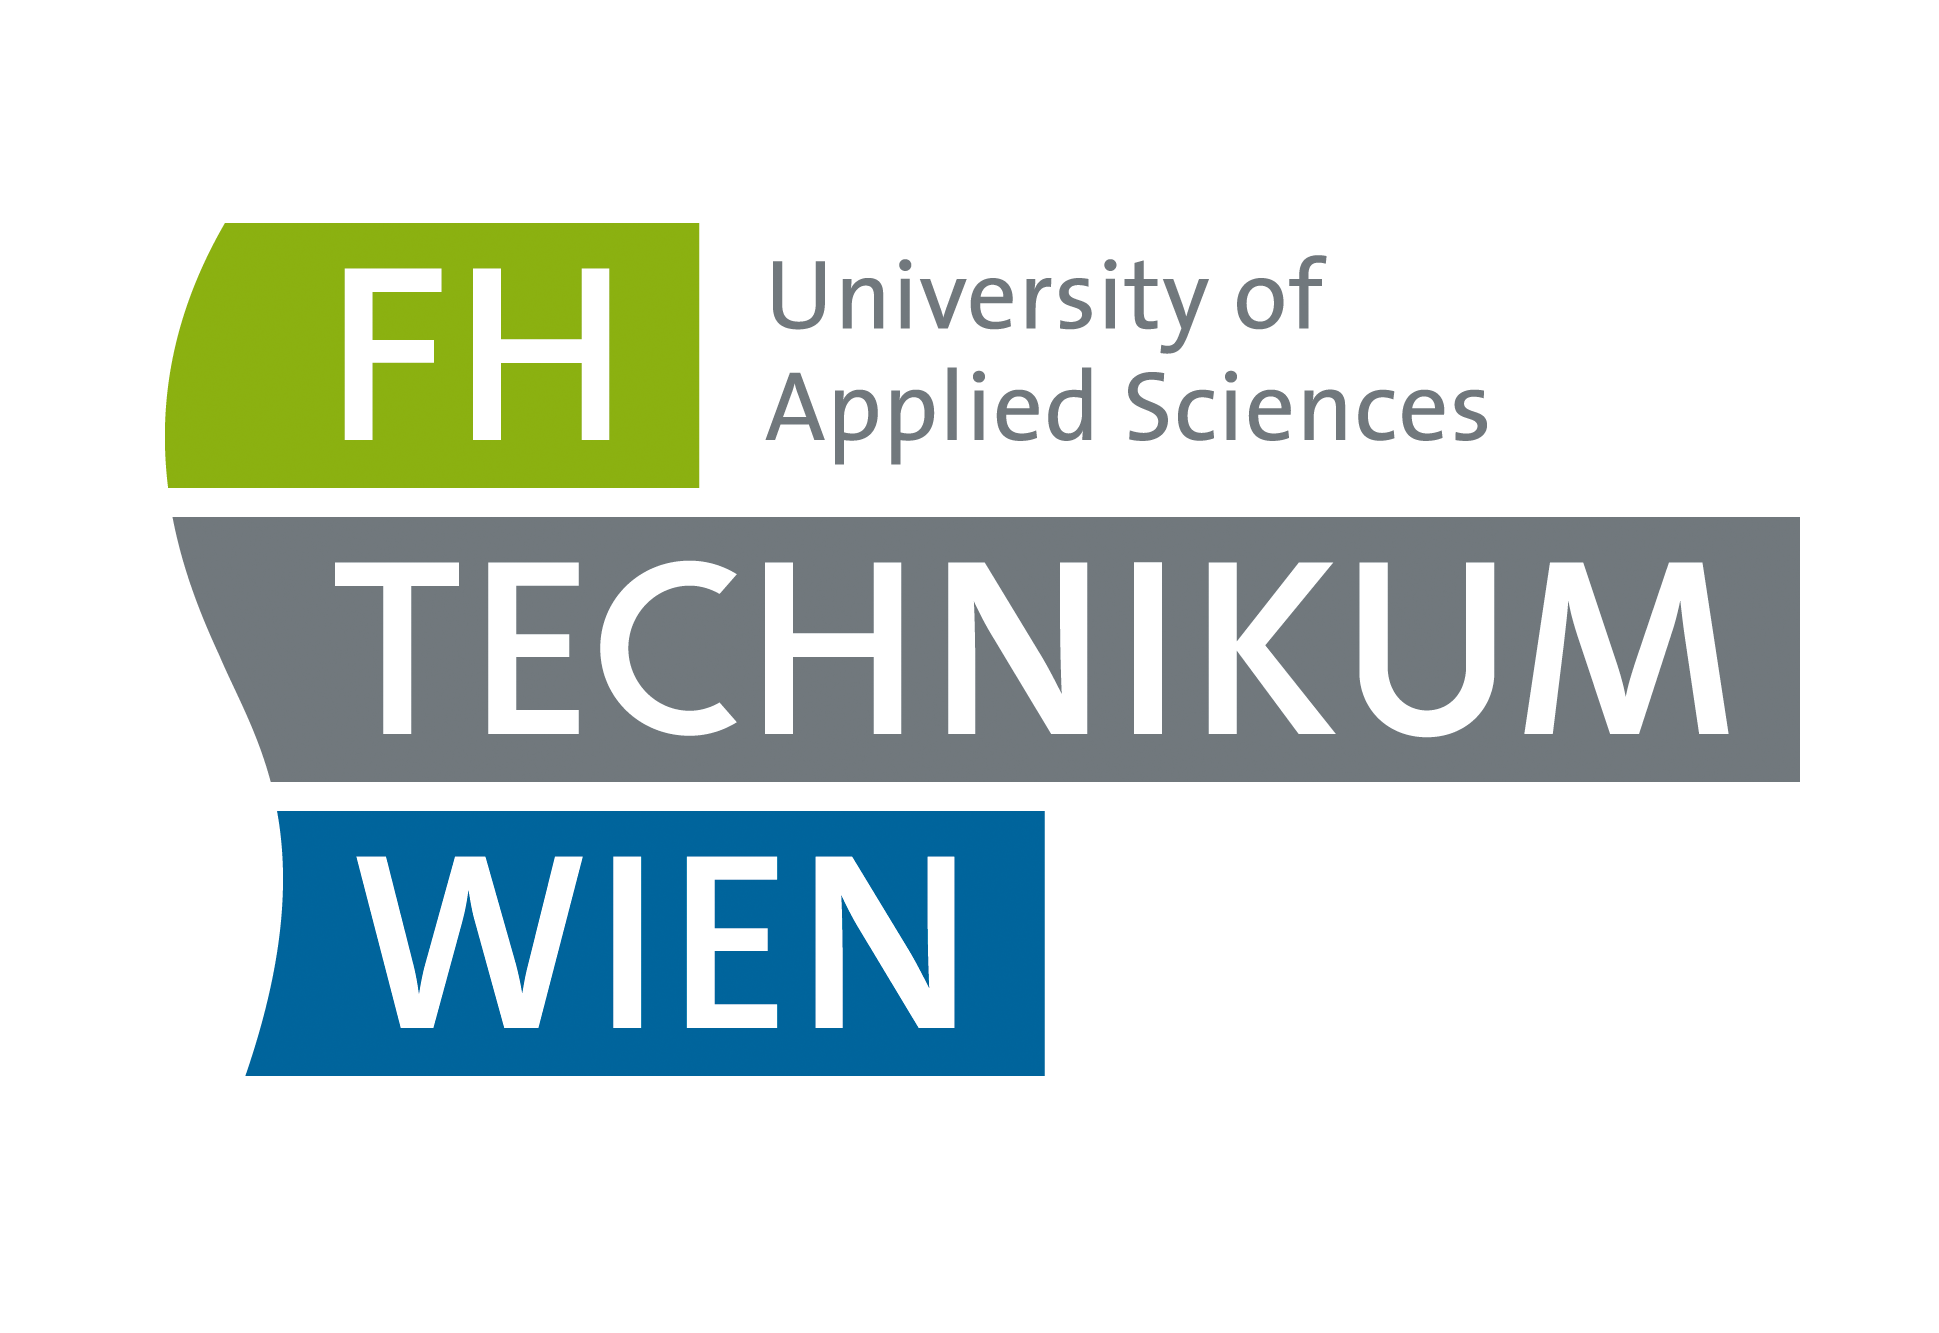 FH
University of
Applied Sciences
TECHNIKUM
WIEN